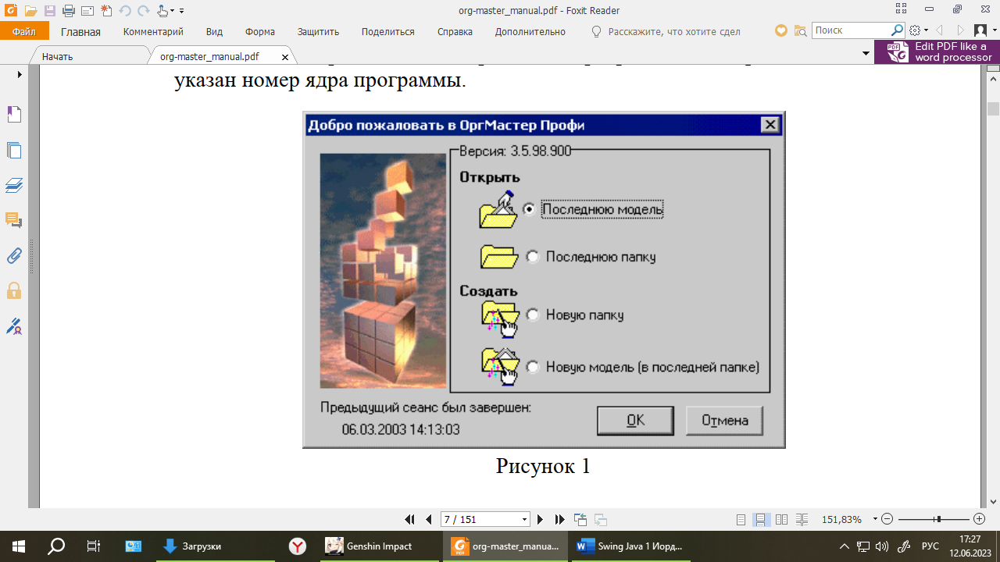 org-master_manual.pdf - Foxit Reader
Файл Главная Комментарий Вид Форма Защитить Поделиться Справка Дополнительно Расскажите, что хотите сдел Поиск
Начать org-master_manual.pdf
Edit PDF like a
word processor
указан номер ядра программы.
Добро пожаловать в ОргМастер Профи
Версия: 3.5.98.900
Открыть
Последнюю модель
Последнюю папку
Создать
Новую папку
Новую модель (в последней папке)
Предыдущий сеанс был завершен:
06.03.2003 14:13:03
OK Отмена
Рисунок 1
7 / 151 151,83%
Загрузки Genshin Impact org-master_manua... Swing Java 1 Иорд... РУС
17:27
12.06.2023